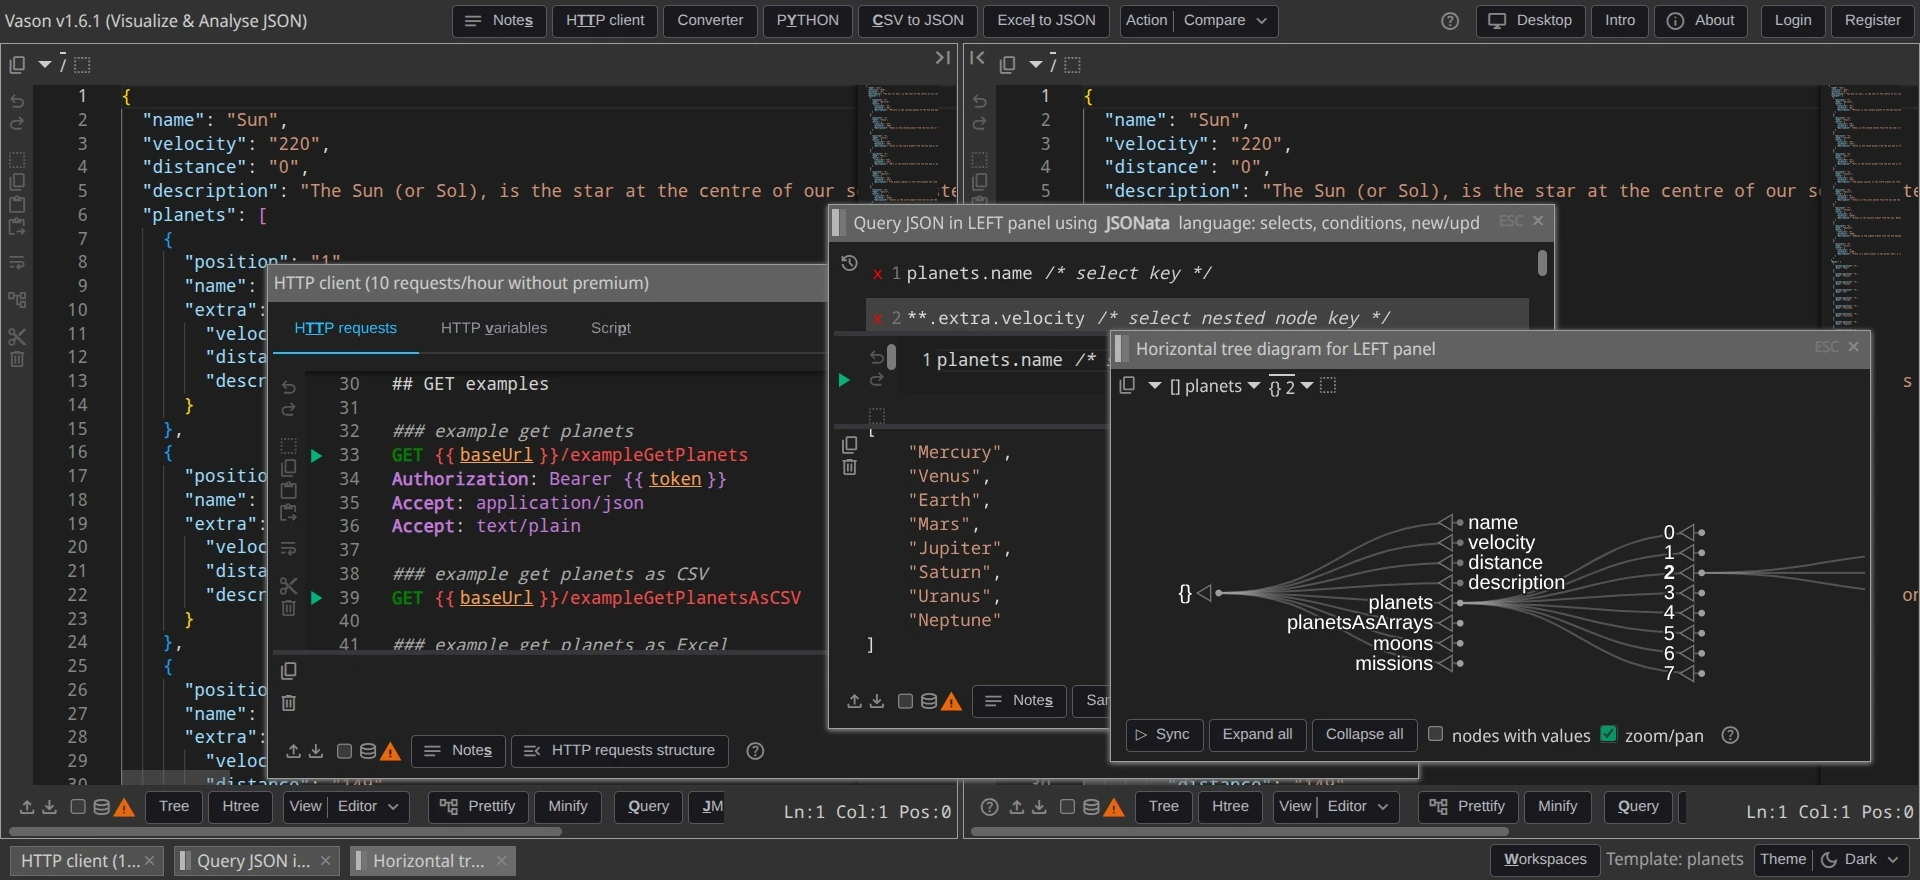 Vason v1.6.1 (Visualize & Analyse JSON)
Notes
HTTP client
Converter
PYTHON
CSV to JSON
Excel to JSON
Action
Compare
Desktop
Intro
About
Login
Register
/
1 {
2 "name": "Sun",
3 "velocity": "220",
4 "distance": "0",
5 "description": "The Sun (or Sol), is the star at the centre of our s
6 "planets": [
7 {
8 "position": "1"
9 "name":
10 "extra":
11 "veloc
12 "dista
13 "descr
14 }
15 },
16 {
17 "positio
18 "name":
19 "extra":
20 "veloc
21 "dista
22 "descr
23 }
24 },
25 {
26 "positio
27 "name":
28 "extra":
29 "veloc
30 "distance": "149"
/
1 {
2 "name": "Sun",
3 "velocity": "220",
4 "distance": "0",
5 "description": "The Sun (or Sol), is the star at the centre of our s
HTTP client (10 requests/hour without premium)
HTTP requests
HTTP variables
Script
30 ## GET examples
31
32 ### example get planets
33 GET {{ baseUrl }}/exampleGetPlanets
34 Authorization: Bearer {{ token }}
35 Accept: application/json
36 Accept: text/plain
37
38 ### example get planets as CSV
39 GET {{ baseUrl }}/exampleGetPlanetsAsCSV
40
41 ### example get planets as Excel
Notes
HTTP requests structure
Query JSON in LEFT panel using JSONata language: selects, conditions, new/upd
ESC
x 1 planets.name /* select key */
x 2 **.extra.velocity /* select nested node key */
1 planets.name /*
[
"Mercury",
"Venus",
"Earth",
"Mars",
"Jupiter",
"Saturn",
"Uranus",
"Neptune"
]
Notes
Sar
Horizontal tree diagram for LEFT panel
ESC
[] planets
{} 2
{}
name
velocity
distance
description
planets
planetsAsArrays
moons
missions
0
1
2
3
4
5
6
7
Sync
Expand all
Collapse all
nodes with values
zoom/pan
Tree
Htree
View
Editor
Prettify
Minify
Query
JM
Ln:1 Col:1 Pos:0
Tree
Htree
View
Editor
Prettify
Minify
Query
Ln:1 Col:1 Pos:0
HTTP client (1...
Query JSON i...
Horizontal tr...
Workspaces
Template: planets
Theme
Dark